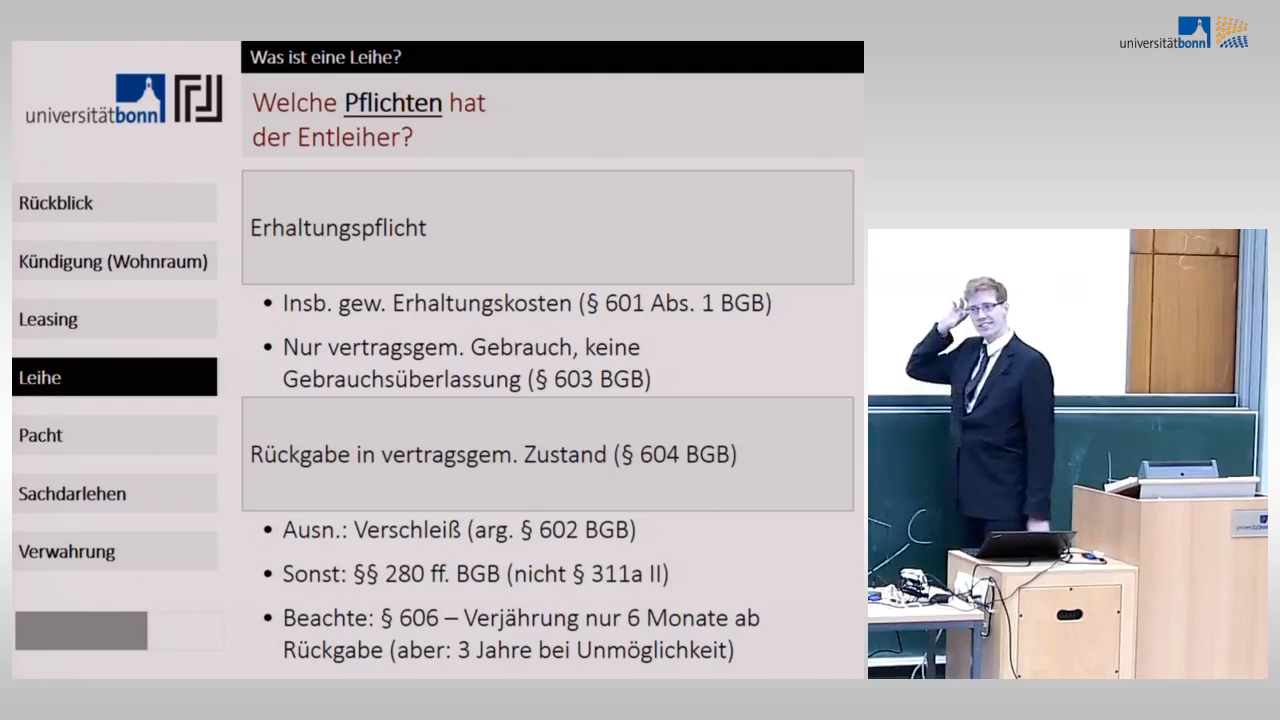 universitätbonn
Was ist eine Leihe?
universitätbonn
Welche Pflichten hat
der Entleiher?
Rückblick
Kündigung (Wohnraum)
Leasing
Leihe
Pacht
Sachdarlehen
Verwahrung
Erhaltungspflicht
• Insb. gew. Erhaltungskosten (§ 601 Abs. 1 BGB)
• Nur vertragsgem. Gebrauch, keine
Gebrauchsüberlassung (§ 603 BGB)
Rückgabe in vertragsgem. Zustand (§ 604 BGB)
• Ausn.: Verschleiß (arg. § 602 BGB)
• Sonst: §§ 280 ff. BGB (nicht § 311a II)
• Beachte: § 606 – Verjährung nur 6 Monate ab
Rückgabe (aber: 3 Jahre bei Unmöglichkeit)